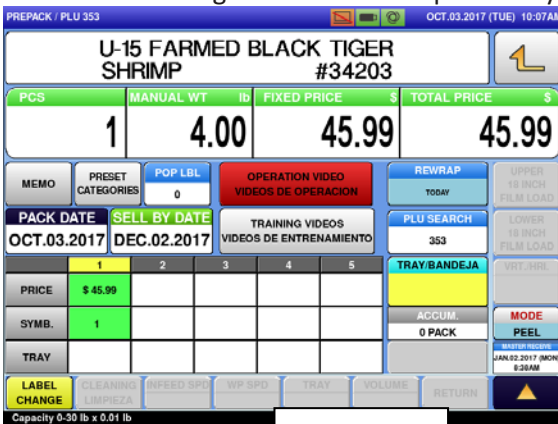 PREPACK / PLU 353
OCT.03.2017 (TUE) 10:07AM
U-15 FARMED BLACK TIGER
SHRIMP #34203
PCS MANUAL WT lb FIXED PRICE $ TOTAL PRICE $
1 4.00 45.99 45.99
MEMO
PRESET
CATEGORIES
POP LBL
0
OPERATION VIDEO
VIDEOS DE OPERACION
REWRAP
TODAY
UPPER
18 INCH
FILM LOAD
PACK DATE
OCT.03.2017
SELL BY DATE
DEC.02.2017
TRAINING VIDEOS
VIDEOS DE ENTRENAMIENTO
PLU SEARCH
353
LOWER
18 INCH
FILM LOAD
1 2 3 4 5
TRAY/BANDEJA
VRT./HRL
PRICE $ 45.99
SYMB. 1
ACCUM.
0 PACK
MODE
PEEL
TRAY
MASTER RECEIVE
JAN.02.2017 (MON)
8:30AM
LABEL
CHANGE
CLEANING
LIMPIEZA
INFEED SPD
WP SPD
TRAY
VOLUME
RETURN
Capacity 0-30 lb x 0.01 lb